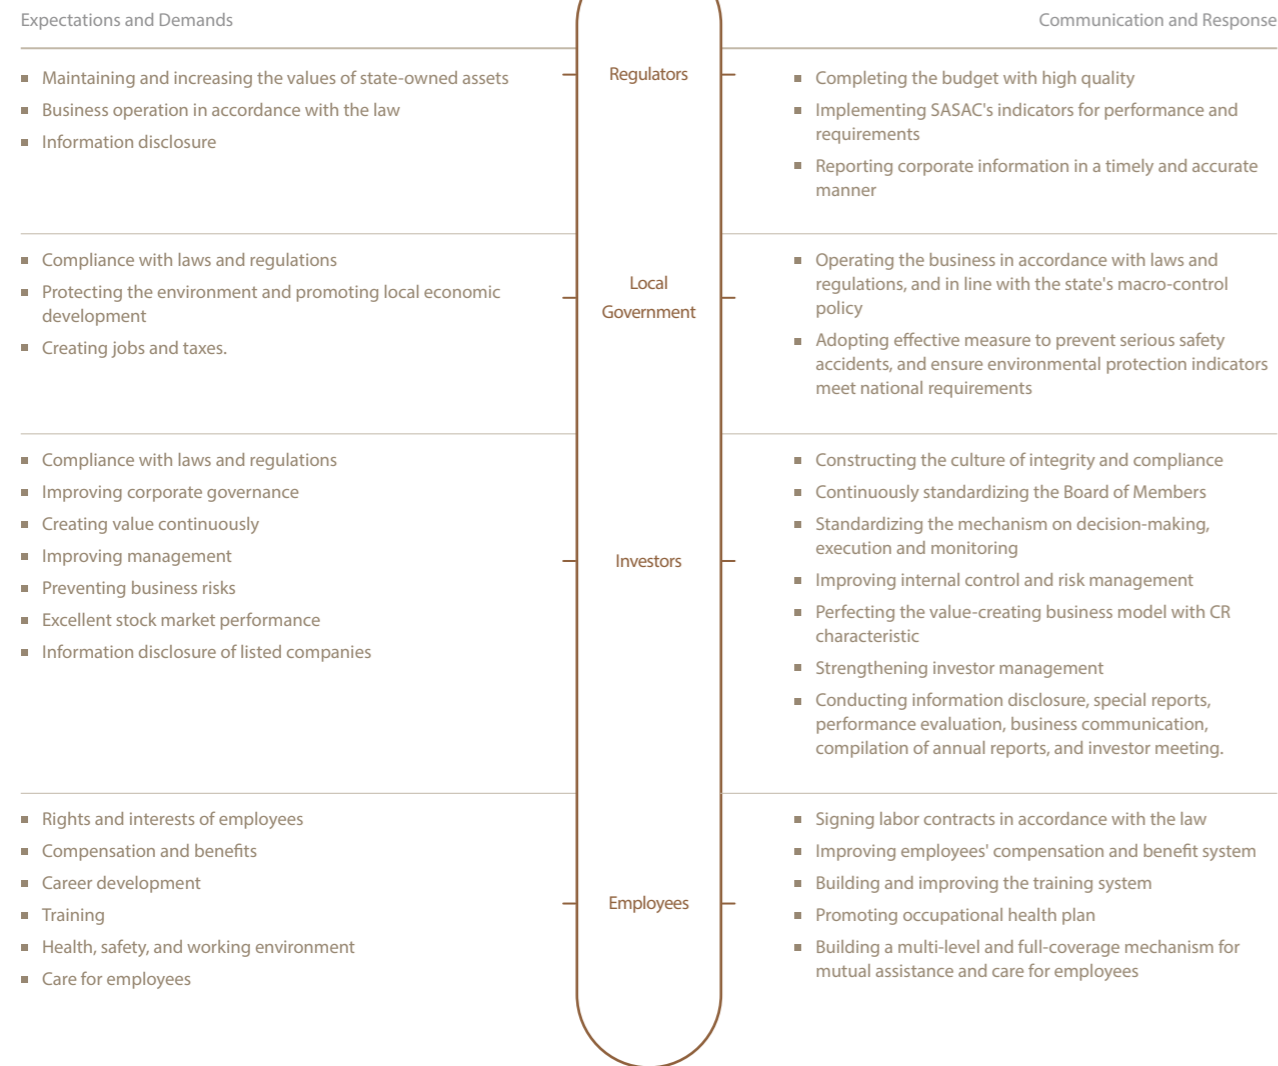 Expectations and Demands
Communication and Response
Maintaining and increasing the values of state-owned assets
Business operation in accordance with the law
Information disclosure
Regulators
Completing the budget with high quality
Implementing SASAC's indicators for performance and
requirements
Reporting corporate information in a timely and accurate
manner
Compliance with laws and regulations
Protecting the environment and promoting local economic
development
Creating jobs and taxes.
Local
Government
Operating the business in accordance with laws and
regulations, and in line with the state's macro-control
policy
Adopting effective measure to prevent serious safety
accidents, and ensure environmental protection indicators
meet national requirements
Compliance with laws and regulations
Improving corporate governance
Creating value continuously
Improving management
Preventing business risks
Excellent stock market performance
Information disclosure of listed companies
Investors
Constructing the culture of integrity and compliance
Continuously standardizing the Board of Members
Standardizing the mechanism on decision-making,
execution and monitoring
Improving internal control and risk management
Perfecting the value-creating business model with CR
characteristic
Strengthening investor management
Conducting information disclosure, special reports,
performance evaluation, business communication,
compilation of annual reports, and investor meeting.
Rights and interests of employees
Compensation and benefits
Career development
Training
Health, safety, and working environment
Care for employees
Employees
Signing labor contracts in accordance with the law
Improving employees' compensation and benefit system
Building and improving the training system
Promoting occupational health plan
Building a multi-level and full-coverage mechanism for
mutual assistance and care for employees